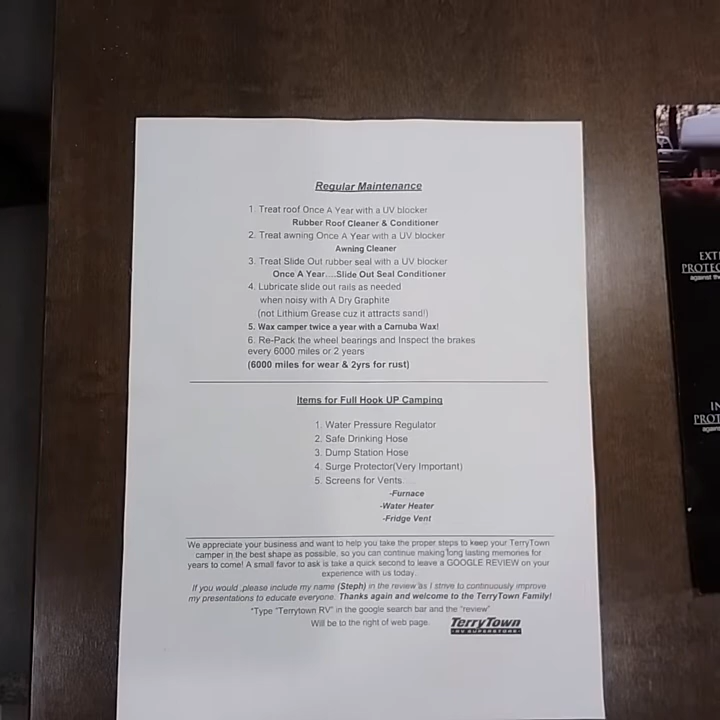 Regular Maintenance
1. Treat roof Once A Year with a UV blocker
Rubber Roof Cleaner & Conditioner
2. Treat awning Once A Year with a UV blocker
Awning Cleaner
3. Treat Slide Out rubber seal with a UV blocker
Once A Year....Slide Out Seal Conditioner
4. Lubricate slide out rails as needed
when noisy with A Dry Graphite
(not Lithium Grease cuz it attracts sand!)
5. Wax camper twice a year with a Carnuba Wax!
6. Re-Pack the wheel bearings and Inspect the brakes
every 6000 miles or 2 years
(6000 miles for wear & 2yrs for rust)
Items for Full Hook UP Camping
1. Water Pressure Regulator
2. Safe Drinking Hose
3. Dump Station Hose
4. Surge Protector(Very Important)
5. Screens for Vents
-Furnace
-Water Heater
-Fridge Vent
We appreciate your business and want to help you take the proper steps to keep your TerryTown
camper in the best shape as possible, so you can continue making long lasting memories for
years to come! A small favor to ask is take a quick second to leave a GOOGLE REVIEW on your
experience with us today.
If you would ,please include my name (Steph) in the review as I strive to continuously improve
my presentations to educate everyone. Thanks again and welcome to the TerryTown Family!
*Type "Terrytown RV" in the google search bar and the "review"
Will be to the right of web page.
TerryTown
RV SUPERSTORE
EXT
PROTEC
against the
IN
PROT
again